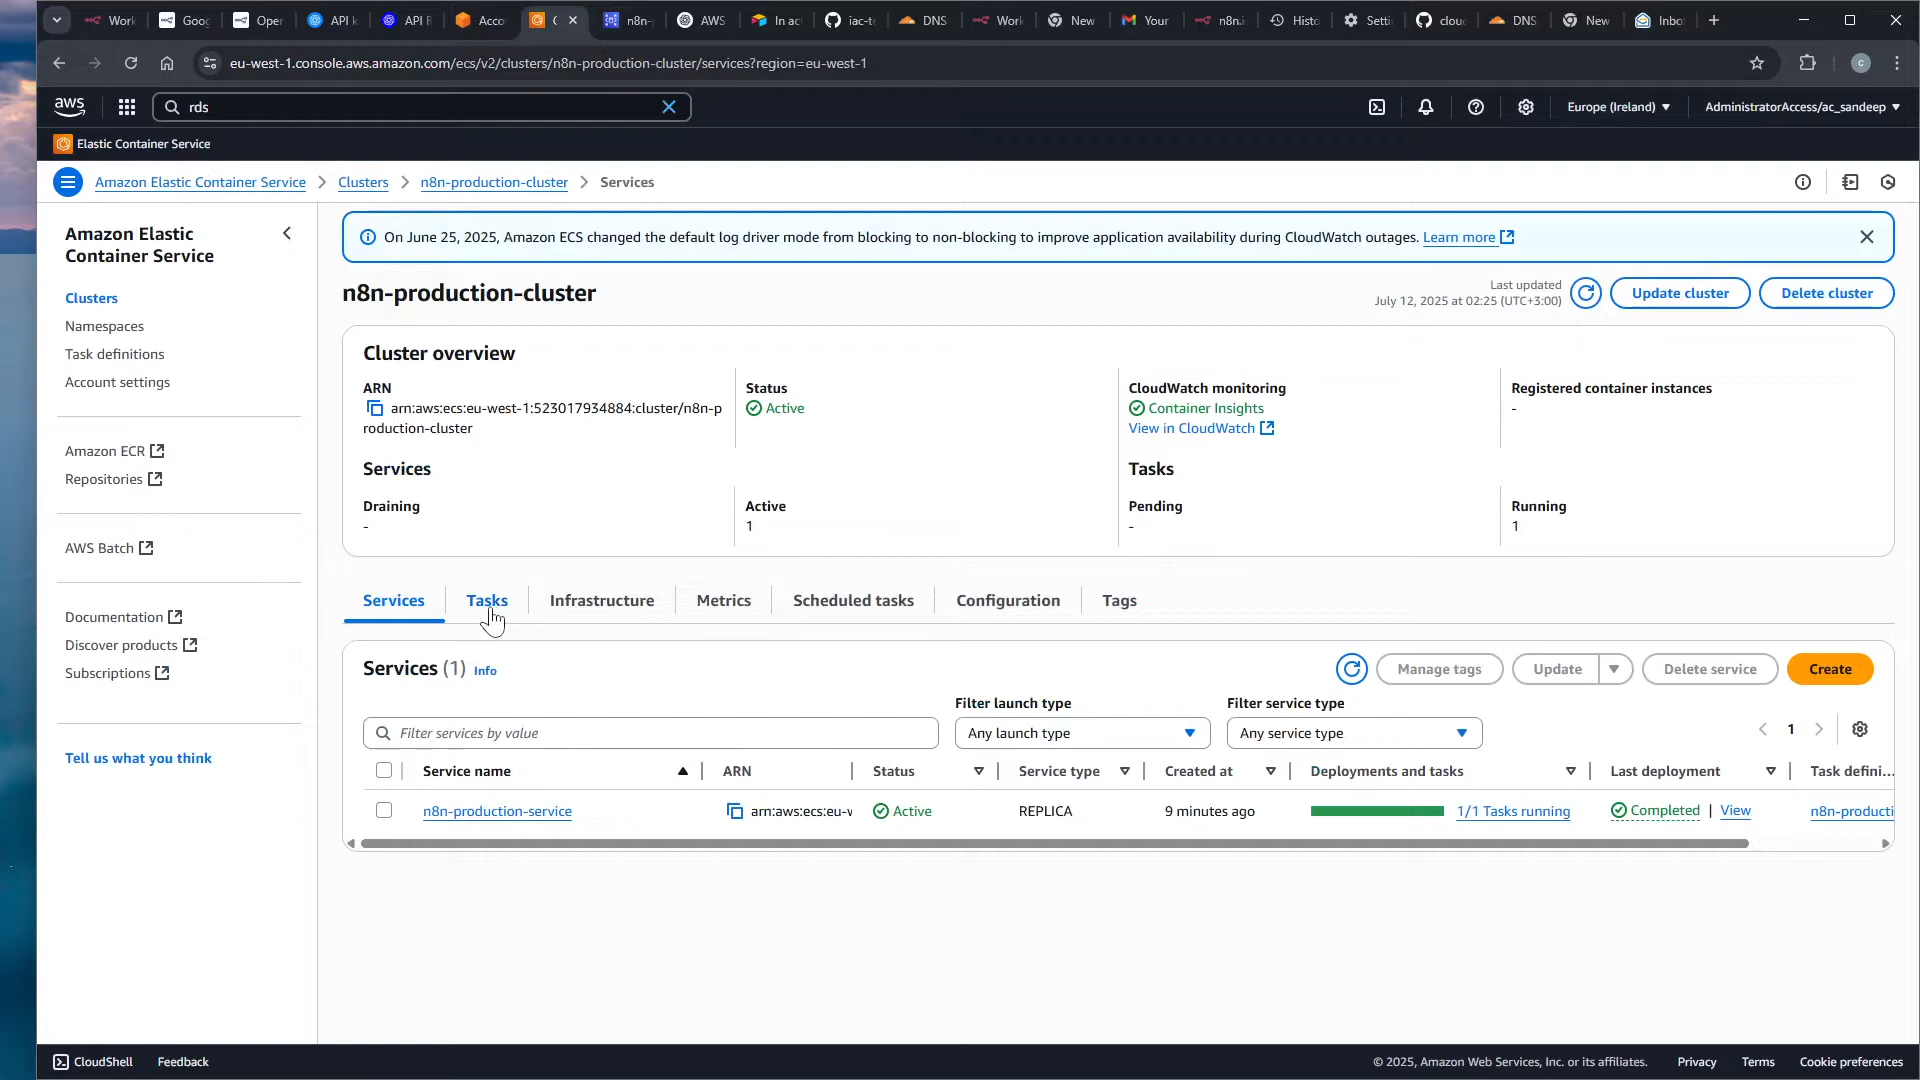 Work
Goog
Open
API k
API R
Acco
n8n-
AWS
In ac
iac-te
DNS
Work
New
Your
n8n.i
Histo
Setti
clou
DNS
New
Inbo
eu-west-1.console.aws.amazon.com/ecs/v2/clusters/n8n-production-cluster/services?region=eu-west-1
C
aws
rds
Europe (Ireland)
AdministratorAccess/ac_sandeep
Elastic Container Service
Amazon Elastic Container Service
Clusters
n8n-production-cluster
Services
Amazon Elastic
Container Service
Clusters
Namespaces
Task definitions
Account settings
Amazon ECR
Repositories
AWS Batch
Documentation
Discover products
Subscriptions
Tell us what you think
On June 25, 2025, Amazon ECS changed the default log driver mode from blocking to non-blocking to improve application availability during CloudWatch outages. Learn more
n8n-production-cluster
Last updated
July 12, 2025 at 02:25 (UTC+3:00)
Update cluster
Delete cluster
Cluster overview
ARN
arn:aws:ecs:eu-west-1:523017934884:cluster/n8n-p
roduction-cluster
Status
Active
CloudWatch monitoring
Container Insights
View in CloudWatch
Registered container instances
-
Services
Tasks
Draining
-
Active
1
Pending
-
Running
1
Services
Tasks
Infrastructure
Metrics
Scheduled tasks
Configuration
Tags
Services (1) Info
Manage tags
Update
Delete service
Create
Filter launch type
Filter service type
Filter services by value
Any launch type
Any service type
1
Service name
ARN
Status
Service type
Created at
Deployments and tasks
Last deployment
Task defini...
n8n-production-service
arn:aws:ecs:eu-w
Active
REPLICA
9 minutes ago
1/1 Tasks running
Completed | View
n8n-producti
CloudShell
Feedback
© 2025, Amazon Web Services, Inc. or its affiliates.
Privacy
Terms
Cookie preferences